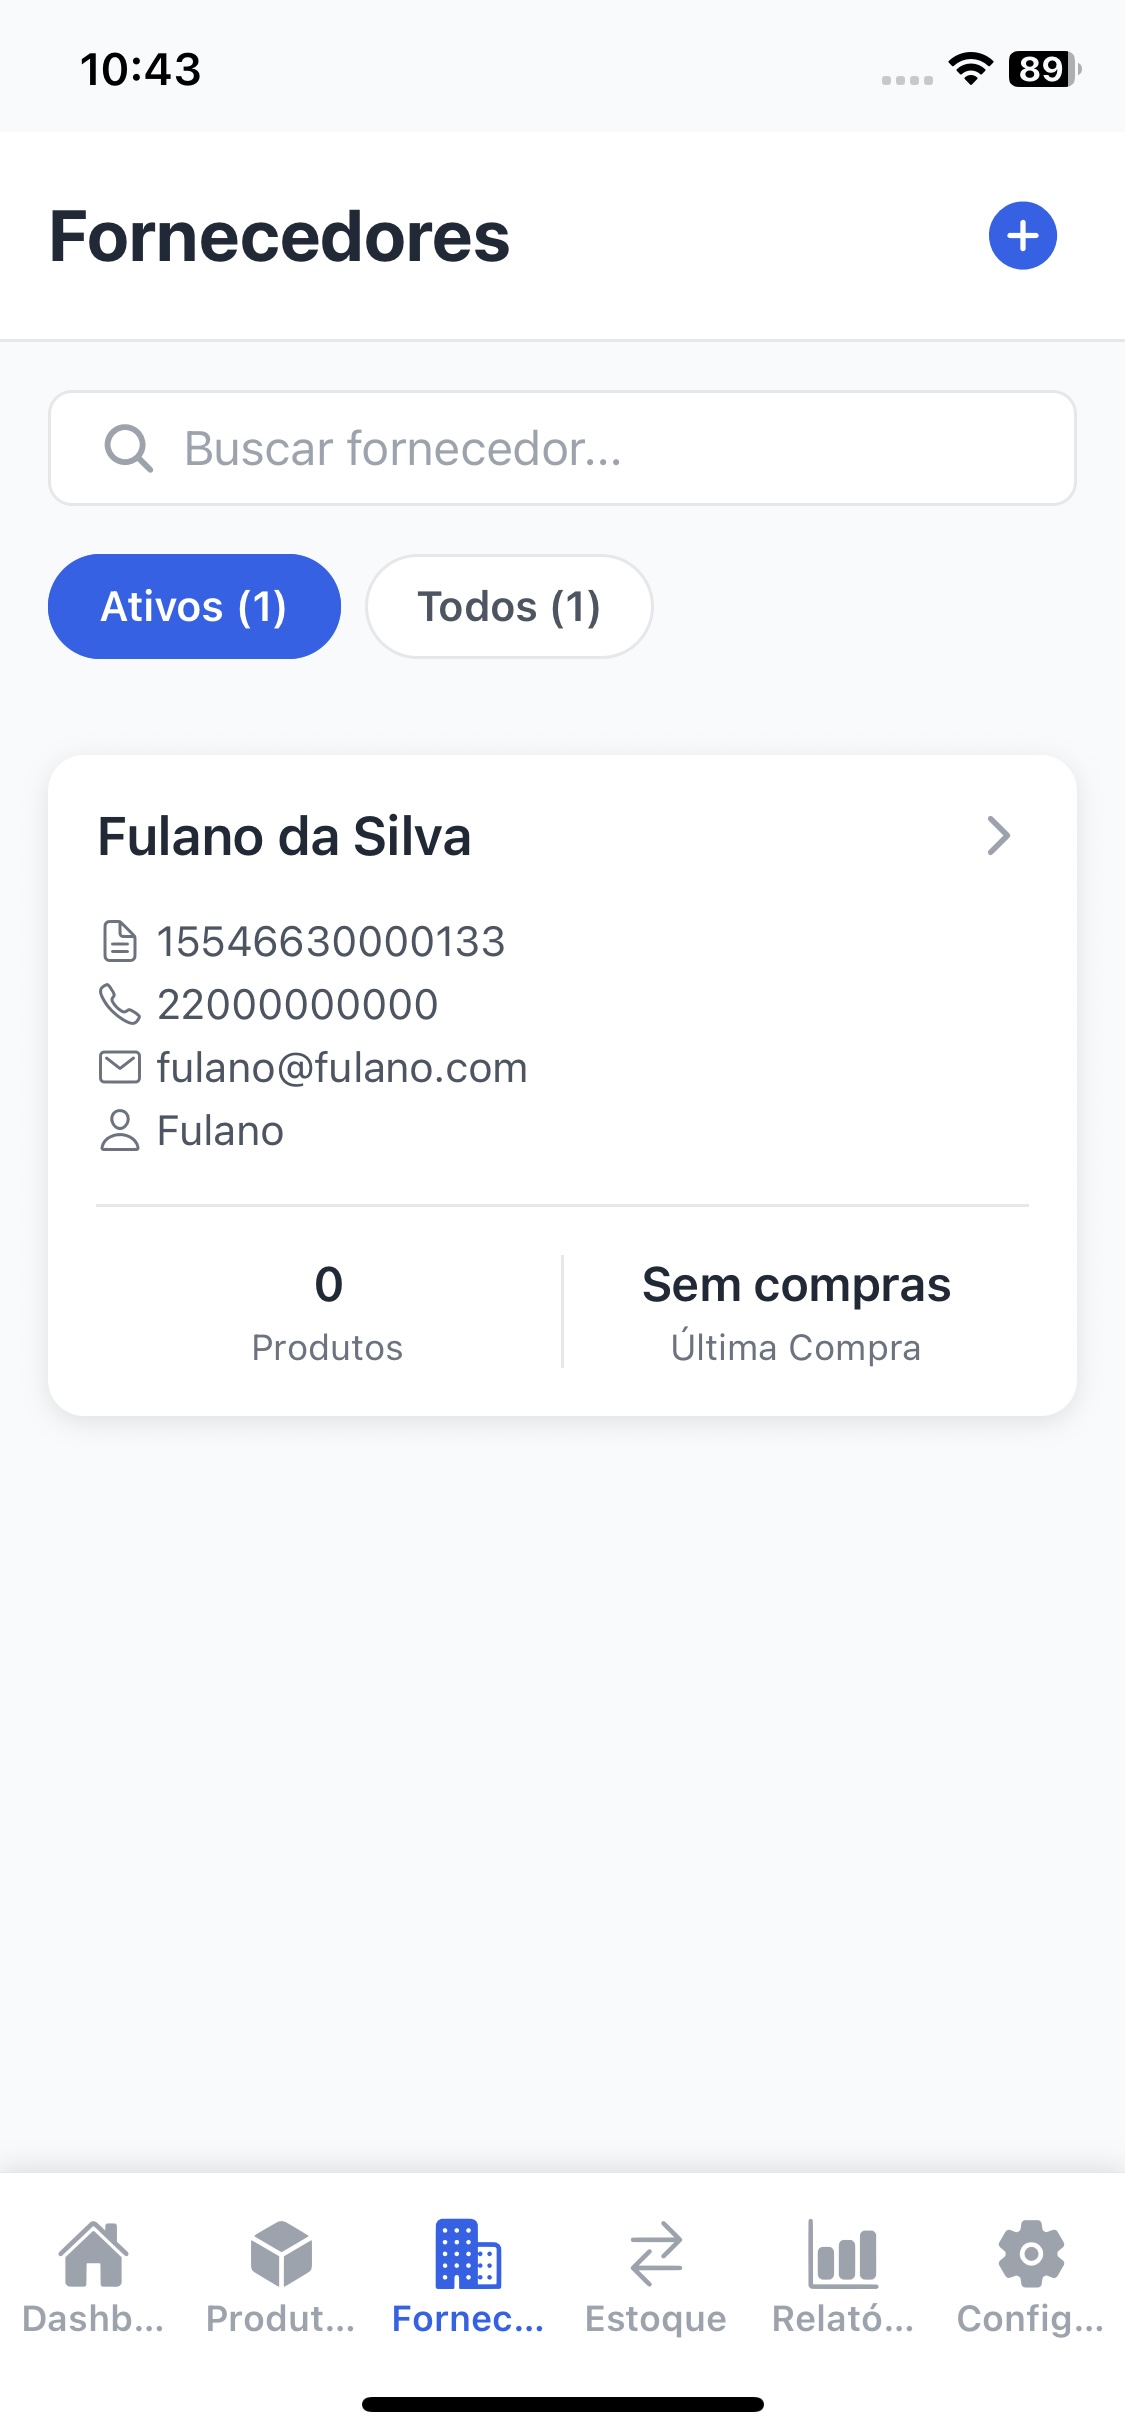 10:43
89
Fornecedores
Buscar fornecedor...
Ativos (1)
Todos (1)
Fulano da Silva
15546630000133
22000000000
fulano@fulano.com
Fulano
0
Produtos
Sem compras
Última Compra
Dashb...
Produt...
Fornec...
Estoque
Relató...
Config...